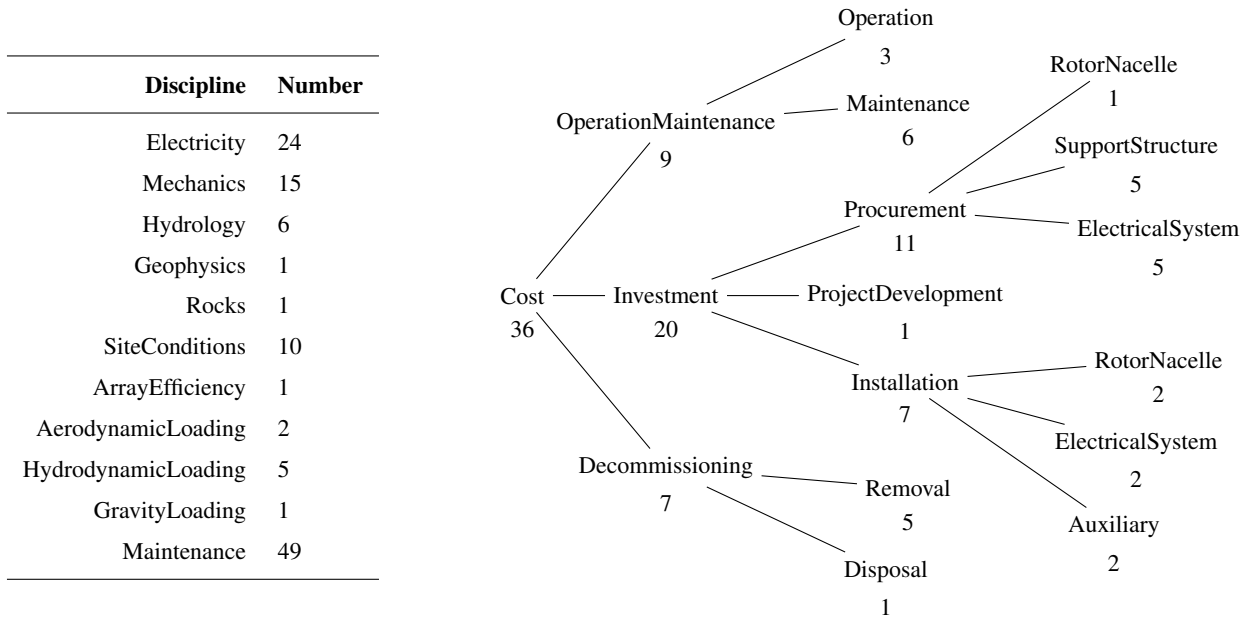 Discipline Number
Electricity 24
Mechanics 15
Hydrology 6
Geophysics 1
Rocks 1
SiteConditions 10
ArrayEfficiency 1
AerodynamicLoading 2
HydrodynamicLoading 5
GravityLoading 1
Maintenance 49
Cost
36
OperationMaintenance
9
Operation
3
Maintenance
6
Investment
20
Procurement
11
RotorNacelle
1
SupportStructure
5
ElectricalSystem
5
ProjectDevelopment
1
Installation
7
RotorNacelle
2
ElectricalSystem
2
Auxiliary
2
Decommissioning
7
Removal
5
Disposal
1